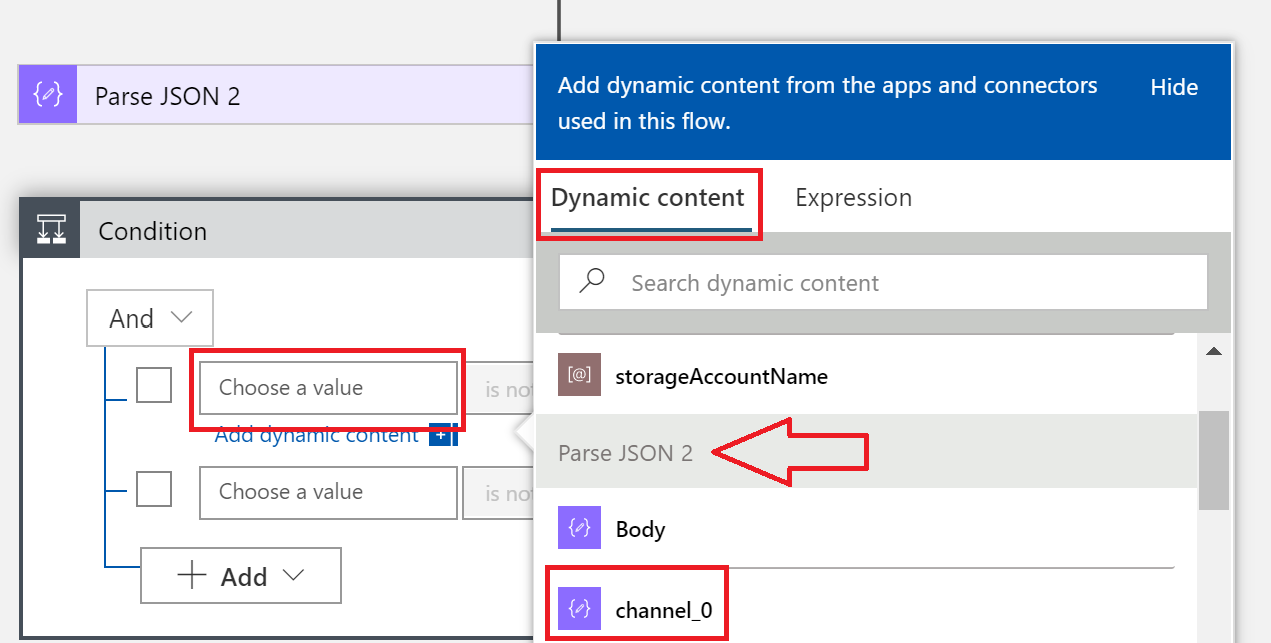 Parse JSON 2
Condition
And
Choose a value
is no
Add dynamic content
Choose a value
is no
Add
Add dynamic content from the apps and connectors
used in this flow.
Hide
Dynamic content
Expression
Search dynamic content
[@]
storageAccountName
Parse JSON 2
Body
channel_0